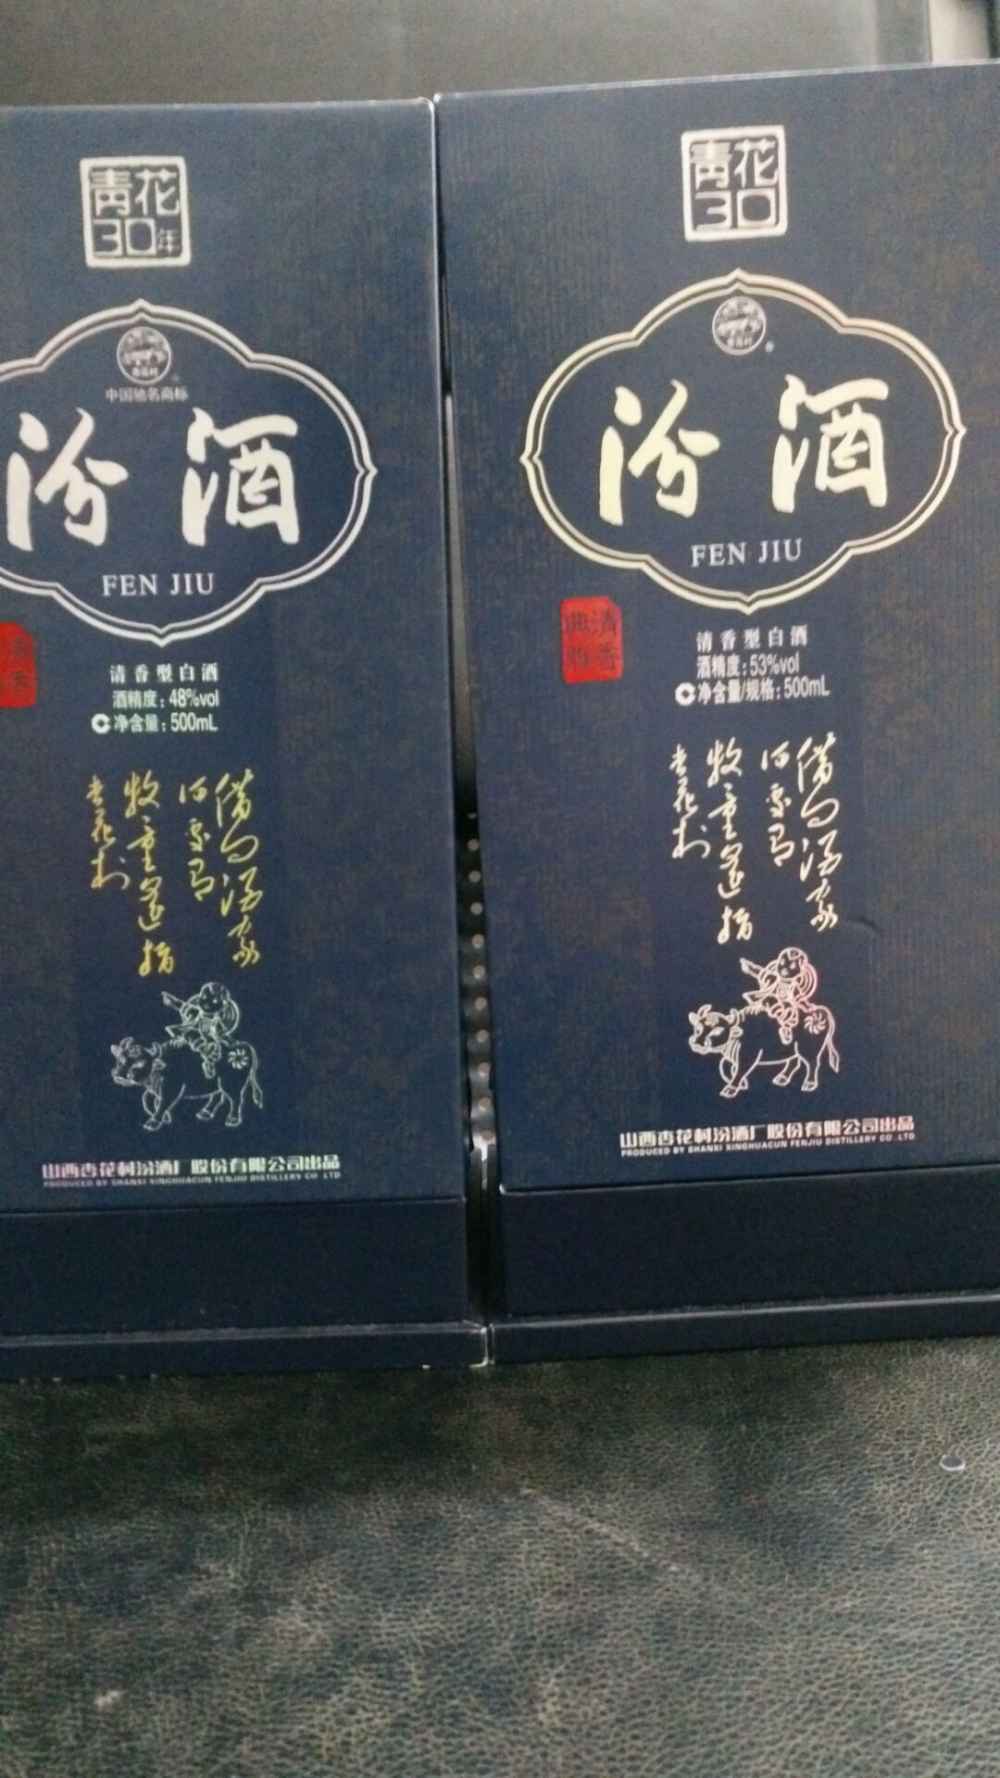 青花
30年
中国驰名商标
汾酒
FEN JIU
清香型白酒
酒精度：48%vol
净含量：500mL
借问酒家
何处有
牧童遥指
杏花村
山西杏花村汾酒厂股份有限公司出品
PRODUCED BY SHANXI XINGHUACUN FENJIU DISTILLERY CO LTD
青花
30
汾酒
FEN JIU
清香
典范
清香型白酒
酒精度：53%vol
净含量/规格：500mL
借问酒家
何处有
牧童遥指
杏花村
山西杏花村汾酒厂股份有限公司出品
PRODUCED BY SHANXI XINGHUACUN FENJIU DISTILLERY CO LTD